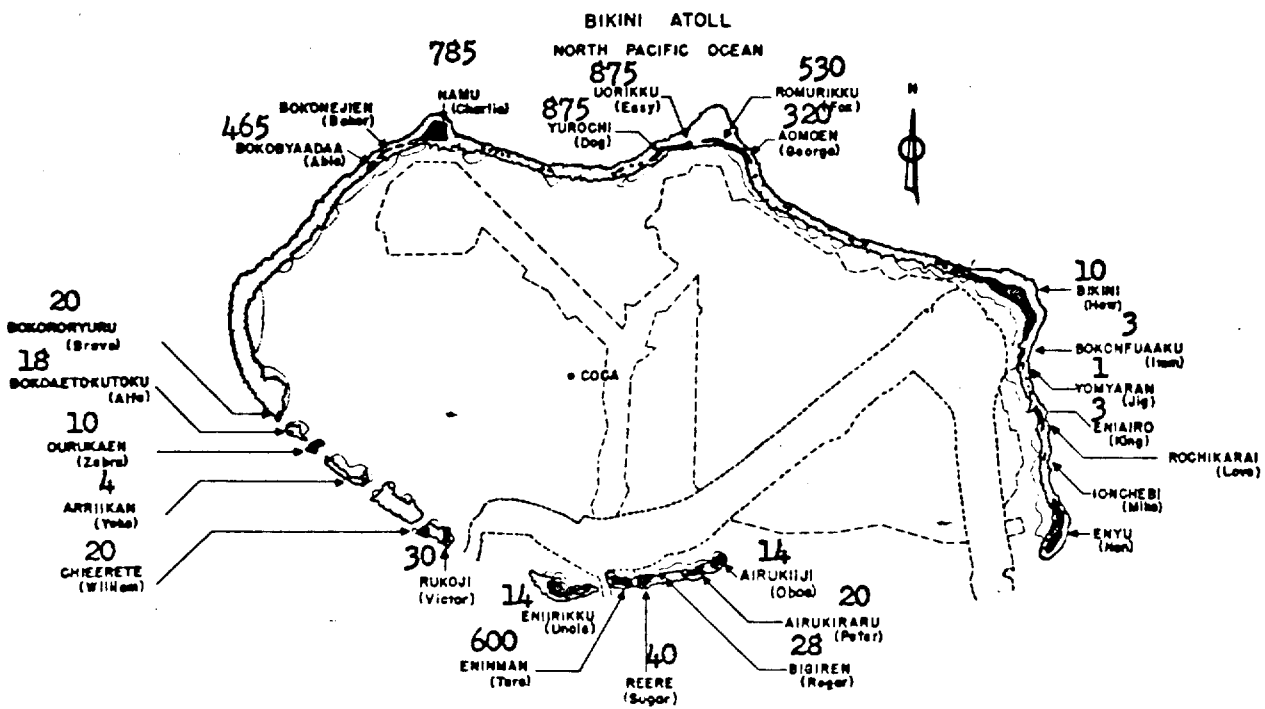 BIKINI ATOLL
NORTH PACIFIC OCEAN
785
NAMU
(Charlie)
875
UORIKKU
(Easy)
530
ROMURIKKU
(Fox)
N
BOKONEJIEN
(Baker)
465
BOKOBYAADAA
(Able)
875
YUROCHI
(Dog)
320
AOMOEN
(George)
10
BIKINI
(How)
3
BOKONFUAAKU
(Item)
1
YOMYARAN
(Jig)
3
ENIAIRO
(King)
ROCHIKARAI
(Love)
IONCHEBI
(Mike)
ENYU
(Nan)
COCA
20
BOKORORYURU
(Bravo)
18
BOKOAETOKUTOKU
(Alfa)
10
OURUKAEN
(Zebra)
4
ARRIIKAN
(Yoke)
20
CHIEERETE
(William)
30
RUKOJI
(Victor)
14
ENIIRIKKU
(Uncle)
600
ENINMAN
(Tare)
40
REERE
(Sugar)
28
BIGIREN
(Roger)
20
AIRUKIRARU
(Peter)
14
AIRUKIIJI
(Oboe)